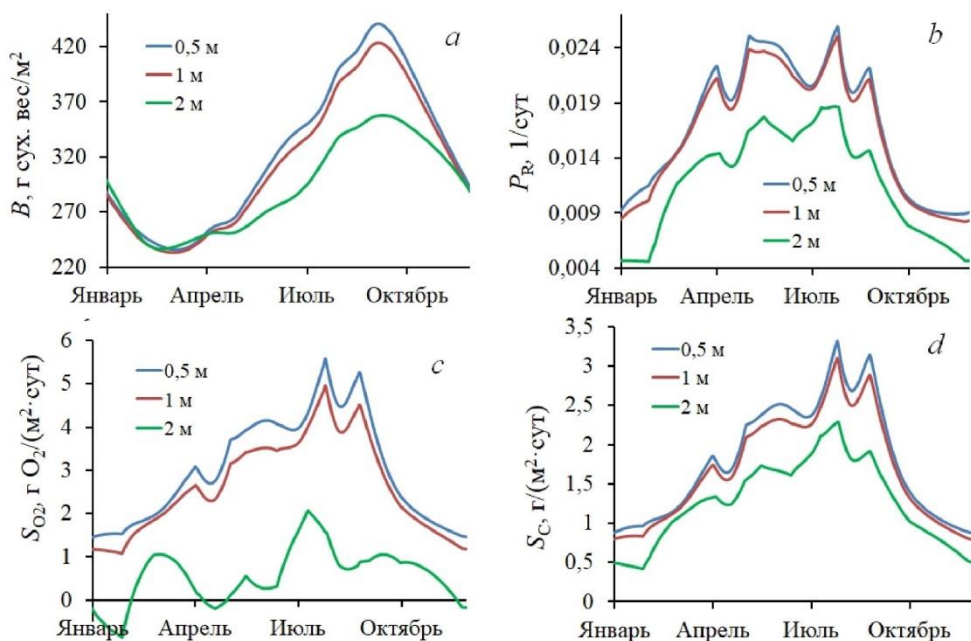 a
B, г сух. вес/м²
420
370
320
270
220
0,5 м
1 м
2 м
Январь Апрель Июль Октябрь
b
P_R, 1/сут
0,024
0,019
0,014
0,009
0,004
0,5 м
1 м
2 м
Январь Апрель Июль Октябрь
c
S_O2, г O₂/(м²·сут)
6
5
4
3
2
1
0
0,5 м
1 м
2 м
Январь Апрель Июль Октябрь
d
S_C, г/(м²·сут)
3,5
3
2,5
2
1,5
1
0,5
0
0,5 м
1 м
2 м
Январь Апрель Июль Октябрь